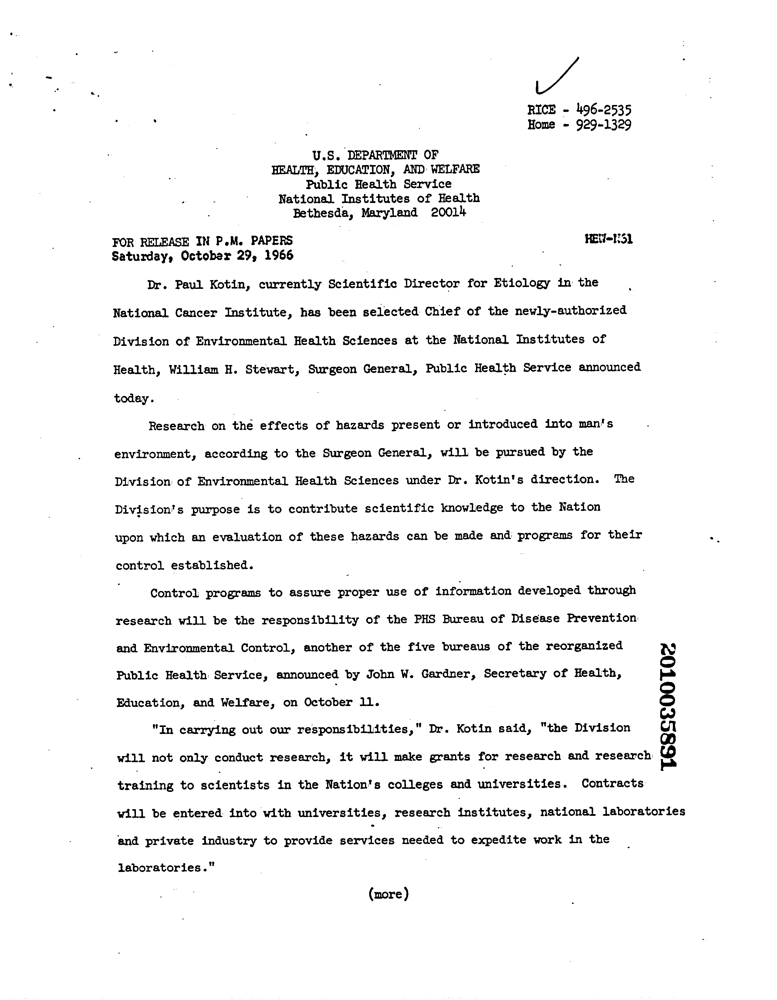 RICE - 496-2535
Home - 929-1329
U.S. DEPARTMENT OF
HEALTH, EDUCATION, AND WELFARE
Public Health Service
National Institutes of Health
Bethesda, Maryland 20014
FOR RELEASE IN P.M. PAPERS
Saturday, October 29, 1966
Dr. Paul Kotin, currently Scientific Director for Etiology in the
National Cancer Institute, has been selected Chief of the newly-authorized
Division of Environmental Health Sciences at the National Institutes of
Health, William H. Stewart, Surgeon General, Public Health Service announced
today.
Research on the effects of hazards present or introduced into man's
environment, according to the Surgeon General, will be pursued by the
Division of Environmental Health Sciences under Dr. Kotin's direction. The
Division's purpose is to contribute scientific knowledge to the Nation
upon which an evaluation of these hazards can be made and programs for their
control established.
Control programs to assure proper use of information developed through
research will be the responsibility of the PHS Bureau of Disease Prevention
and Environmental Control, another of the five bureaus of the reorganized
Public Health Service, announced by John W. Gardner, Secretary of Health,
Education, and Welfare, on October 11.
"In carrying out our responsibilities," Dr. Kotin said, "the Division
will not only conduct research, it will make grants for research and research
training to scientists in the Nation's colleges and universities. Contracts
will be entered into with universities, research institutes, national laboratories
and private industry to provide services needed to expedite work in the
laboratories."
(more)
2010035891